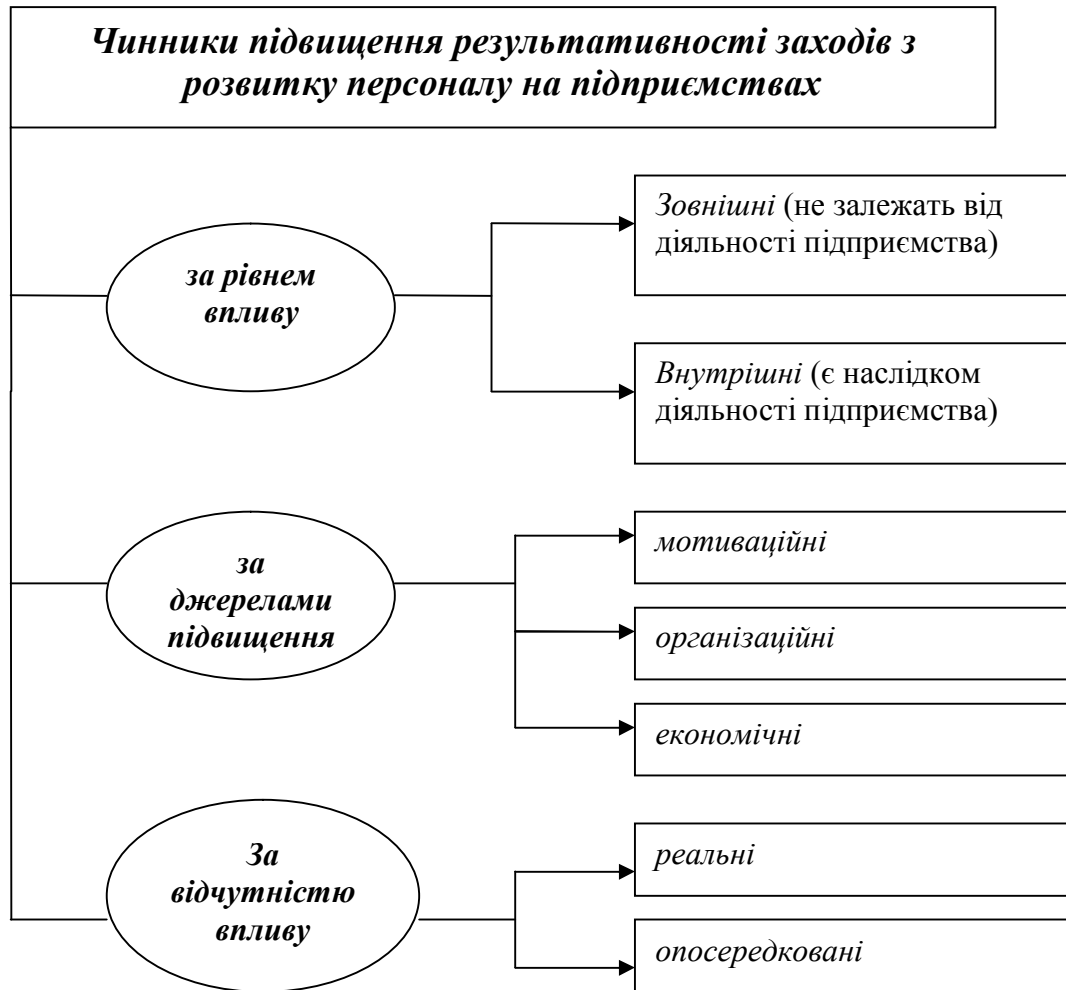 Чинники підвищення результативності заходів з
розвитку персоналу на підприємствах
за рівнем
впливу
Зовнішні (не залежать від
діяльності підприємства)
Внутрішні (є наслідком
діяльності підприємства)
за
джерелами
підвищення
мотиваційні
організаційні
економічні
За
відчутністю
впливу
реальні
опосередковані